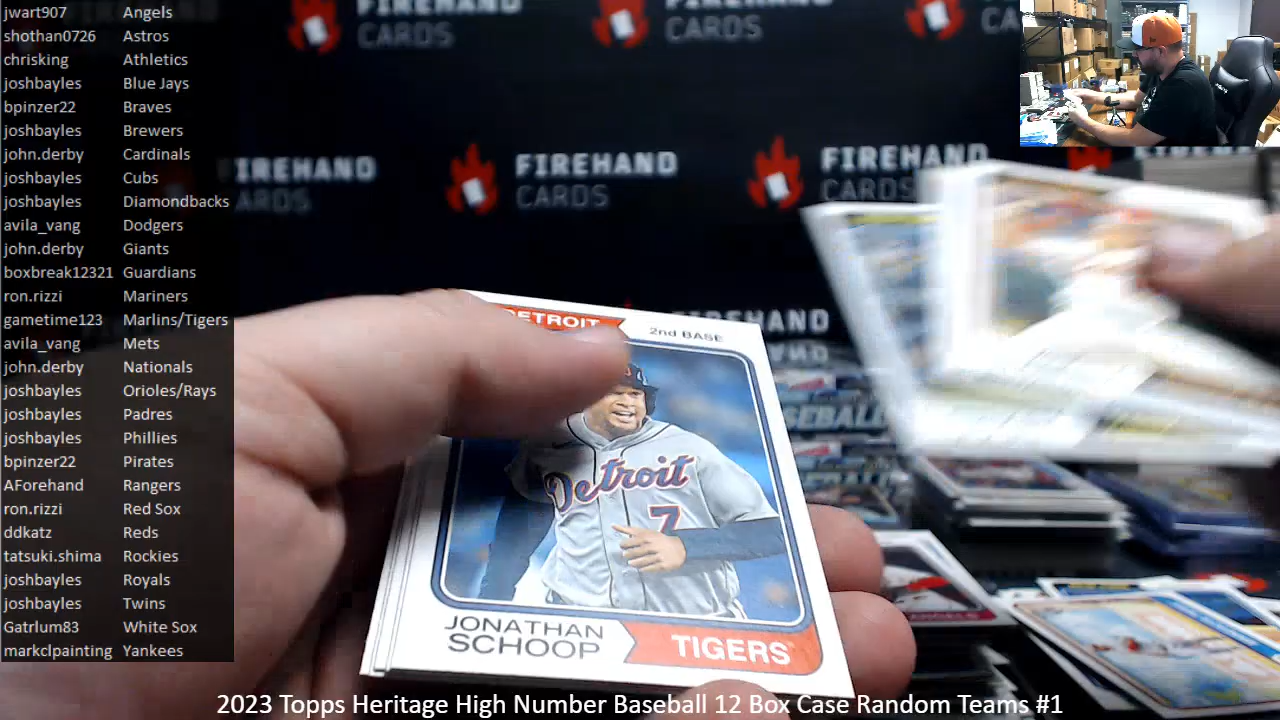 jwart907 Angels
shothan0726 Astros
chrisking Athletics
joshbayles Blue Jays
bpinzer22 Braves
joshbayles Brewers
john.derby Cardinals
joshbayles Cubs
joshbayles Diamondbacks
avila_vang Dodgers
john.derby Giants
boxbreak12321 Guardians
ron.rizzi Mariners
gametime123 Marlins/Tigers
avila_vang Mets
john.derby Nationals
joshbayles Orioles/Rays
joshbayles Padres
joshbayles Phillies
bpinzer22 Pirates
AForehand Rangers
ron.rizzi Red Sox
ddkatz Reds
tatsuki.shima Rockies
joshbayles Royals
joshbayles Twins
Gatrlum83 White Sox
markclpainting Yankees
FIREHAND
CARDS
FIREHAND
CARDS
FIREHAND
CARDS
FIREHAND
CARDS
FIREHAND
CARDS
DETROIT
2nd BASE
Detroit
7
JONATHAN
SCHOOP
TIGERS
2023 Topps Heritage High Number Baseball 12 Box Case Random Teams #1